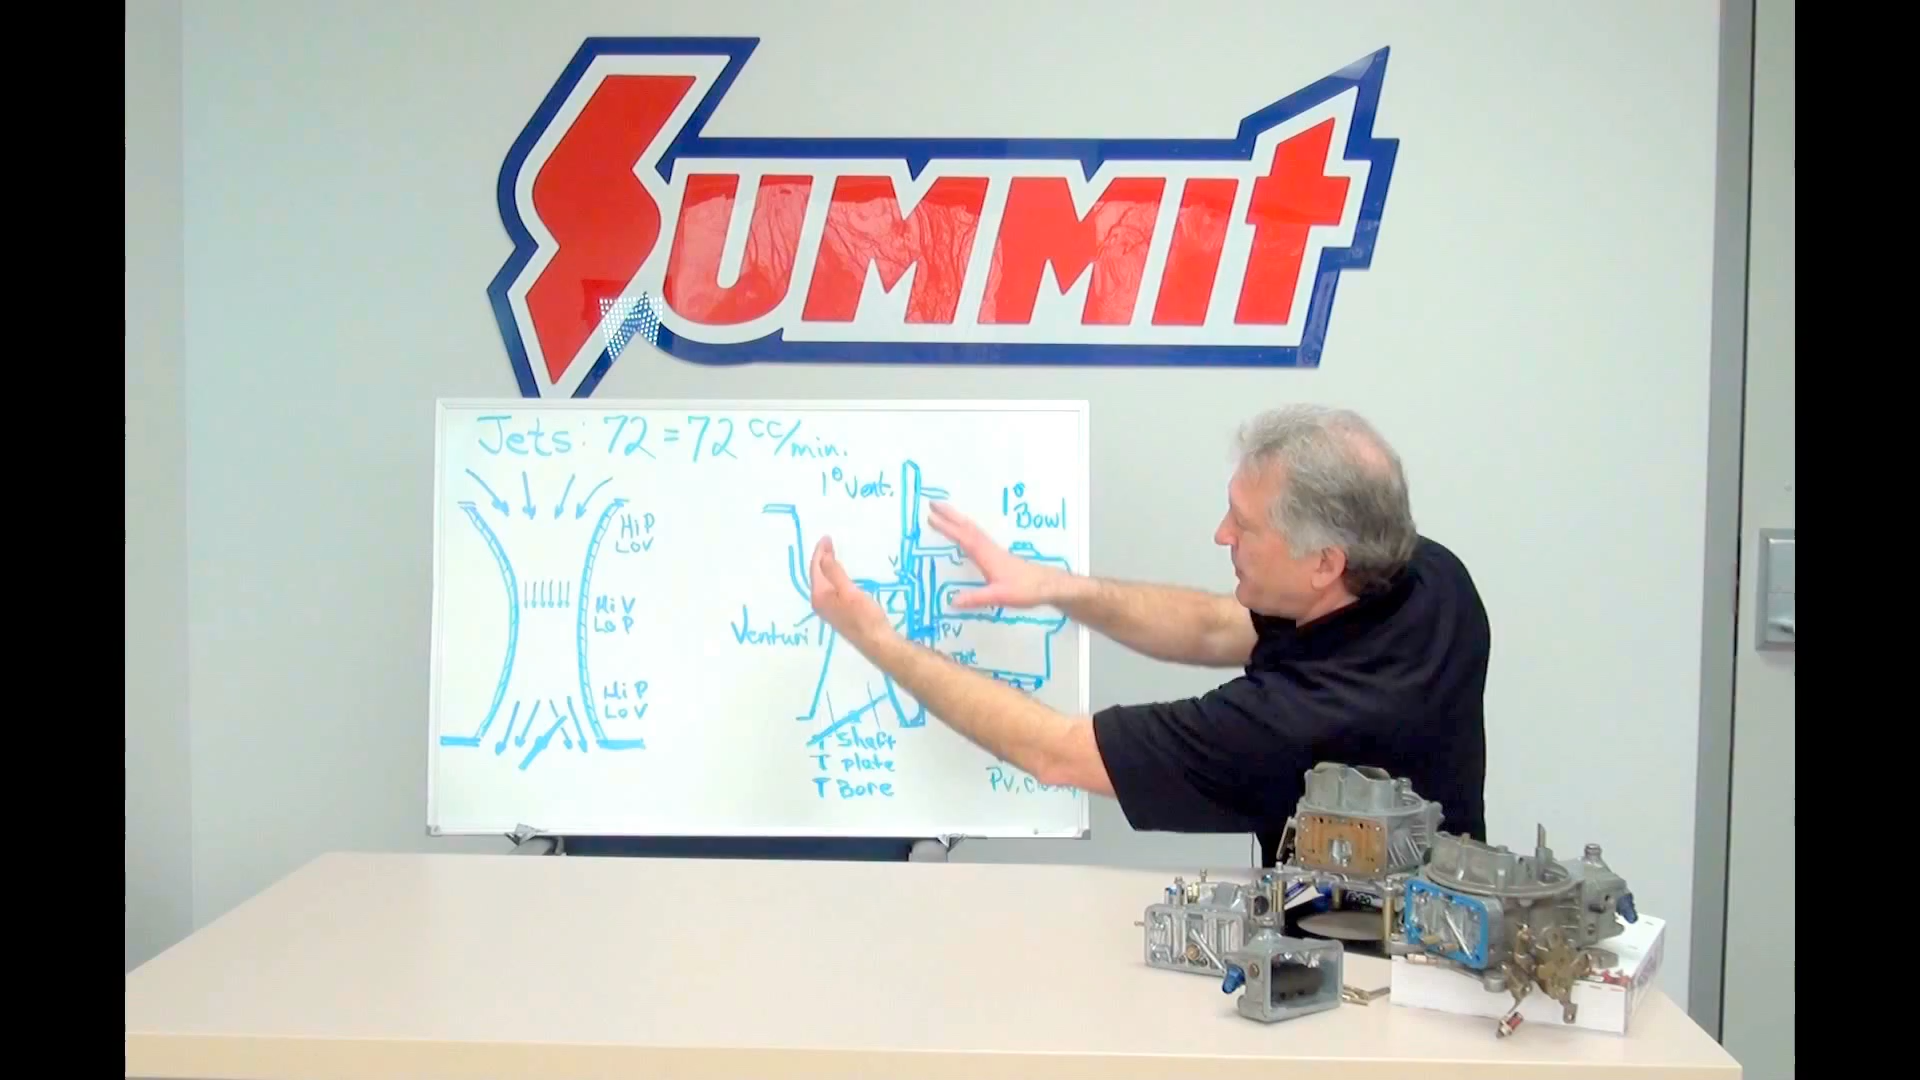 SUMMIT
Jets: 72 = 72 cc/min.
Hi P
Lo V
Hi V
Lo P
Hi P
Lo V
1° Vent.
1° Bowl
V
Venturi
PV
T Shaft
T plate
T Bore